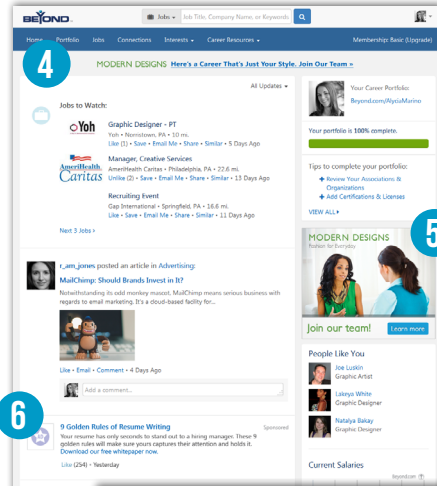 BEYOND.
Jobs
Job Title, Company Name, or Keywords
Home Portfolio Jobs Connections Interests Career Resources Membership: Basic (Upgrade)
4
MODERN DESIGNS Here's a Career That's Just Your Style. Join Our Team »
All Updates
Jobs to Watch:
Yoh
Graphic Designer - PT
Yoh • Norristown, PA • 10 mi.
Like (1) • Save • Email Me • Share • Similar • 5 Days Ago
AmeriHealth
Caritas
Manager, Creative Services
AmeriHealth Caritas • Philadelphia, PA • 22.6 mi.
Unlike (2) • Save • Email Me • Share • Similar • 13 Days Ago
Recruiting Event
Gap International • Springfield, PA • 16.6 mi.
Like • Save • Email Me • Share • Similar • 11 Days Ago
Next 3 Jobs >
r_am_jones posted an article in Advertising:
MailChimp: Should Brands Invest in It?
Notwithstanding its odd monkey mascot, MailChimp means serious business with
regards to email marketing. It's a cloud-based facility for...
Like • Email • Comment • 4 Days Ago
Add a comment...
6
9 Golden Rules of Resume Writing
Sponsored
Your resume has only seconds to stand out to a hiring manager. These 9
golden rules will make sure yours captures their attention and holds it.
Download our free whitepaper now.
Like (254) • Yesterday
Your Career Portfolio:
Beyond.com/AlyciaMarino
Your portfolio is 100% complete.
Tips to complete your portfolio:
Review Your Associations &
Organizations
Add Certifications & Licenses
VIEW ALL
5
MODERN DESIGNS
Fashion for Everyday
Join our team!
Learn more
People Like You
Joe Luskin
Graphic Artist
Lakeya White
Graphic Designer
Natalya Bakay
Graphic Designer
Current Salaries
Beyond.com